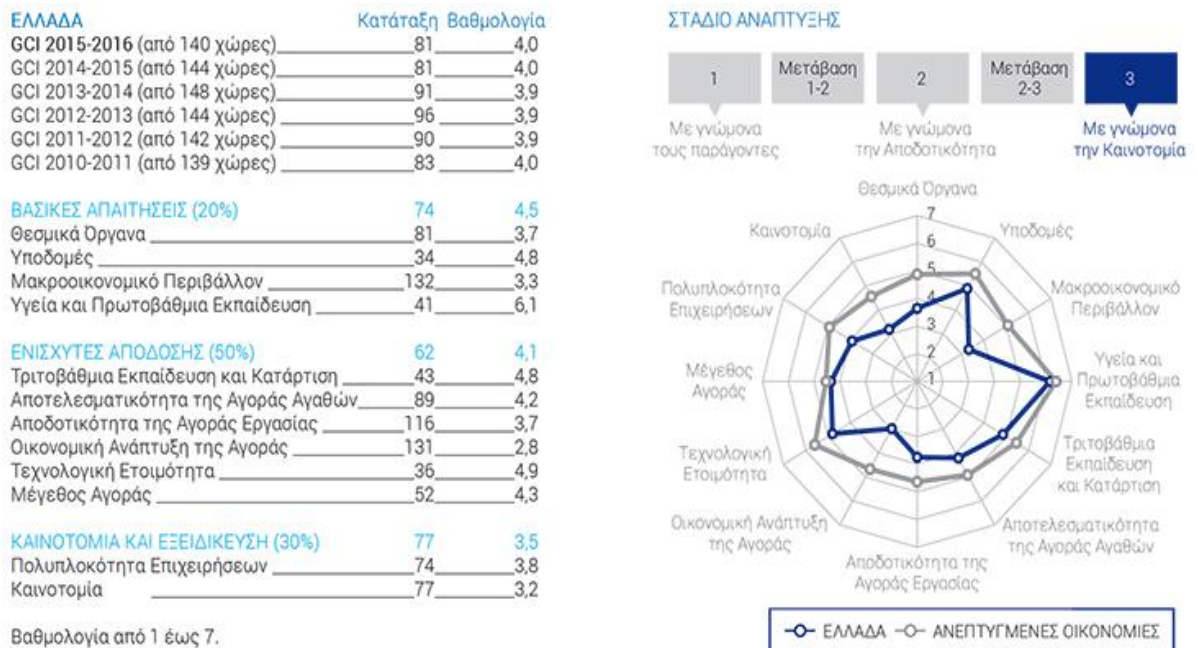 ΕΛΛΑΔΑ Κατάταξη Βαθμολογία
GCI 2015-2016 (από 140 χώρες) 81 4,0
GCI 2014-2015 (από 144 χώρες) 81 4,0
GCI 2013-2014 (από 148 χώρες) 91 3,9
GCI 2012-2013 (από 144 χώρες) 96 3,9
GCI 2011-2012 (από 142 χώρες) 90 3,9
GCI 2010-2011 (από 139 χώρες) 83 4,0
ΒΑΣΙΚΕΣ ΑΠΑΙΤΗΣΕΙΣ (20%) 74 4,5
Θεσμικά Όργανα 81 3,7
Υποδομές 34 4,8
Μακροοικονομικό Περιβάλλον 132 3,3
Υγεία και Πρωτοβάθμια Εκπαίδευση 41 6,1
ΕΝΙΣΧΥΤΕΣ ΑΠΟΔΟΣΗΣ (50%) 62 4,1
Τριτοβάθμια Εκπαίδευση και Κατάρτιση 43 4,8
Αποτελεσματικότητα της Αγοράς Αγαθών 89 4,2
Αποδοτικότητα της Αγοράς Εργασίας 116 3,7
Οικονομική Ανάπτυξη της Αγοράς 131 2,8
Τεχνολογική Ετοιμότητα 36 4,9
Μέγεθος Αγοράς 52 4,3
ΚΑΙΝΟΤΟΜΙΑ ΚΑΙ ΕΞΕΙΔΙΚΕΥΣΗ (30%) 77 3,5
Πολυπλοκότητα Επιχειρήσεων 74 3,8
Καινοτομία 77 3,2
Βαθμολογία από 1 έως 7.
ΣΤΑΔΙΟ ΑΝΑΠΤΥΞΗΣ
1
Μετάβαση
1-2
2
Μετάβαση
2-3
3
Με γνώμονα
τους παράγοντες
Με γνώμονα
την Αποδοτικότητα
Με γνώμονα
την Καινοτομία
Θεσμικά Όργανα
Υποδομές
Μακροοικονομικό
Περιβάλλον
Υγεία και
Πρωτοβάθμια
Εκπαίδευση
Τριτοβάθμια
Εκπαίδευση
και Κατάρτιση
Αποτελεσματικότητα
της Αγοράς Αγαθών
Αποδοτικότητα της
Αγοράς Εργασίας
Οικονομική Ανάπτυξη
της Αγοράς
Τεχνολογική
Ετοιμότητα
Μέγεθος
Αγοράς
Πολυπλοκότητα
Επιχειρήσεων
Καινοτομία
7
6
5
4
3
2
1
ΕΛΛΑΔΑ ΑΝΕΠΤΥΓΜΕΝΕΣ ΟΙΚΟΝΟΜΙΕΣ